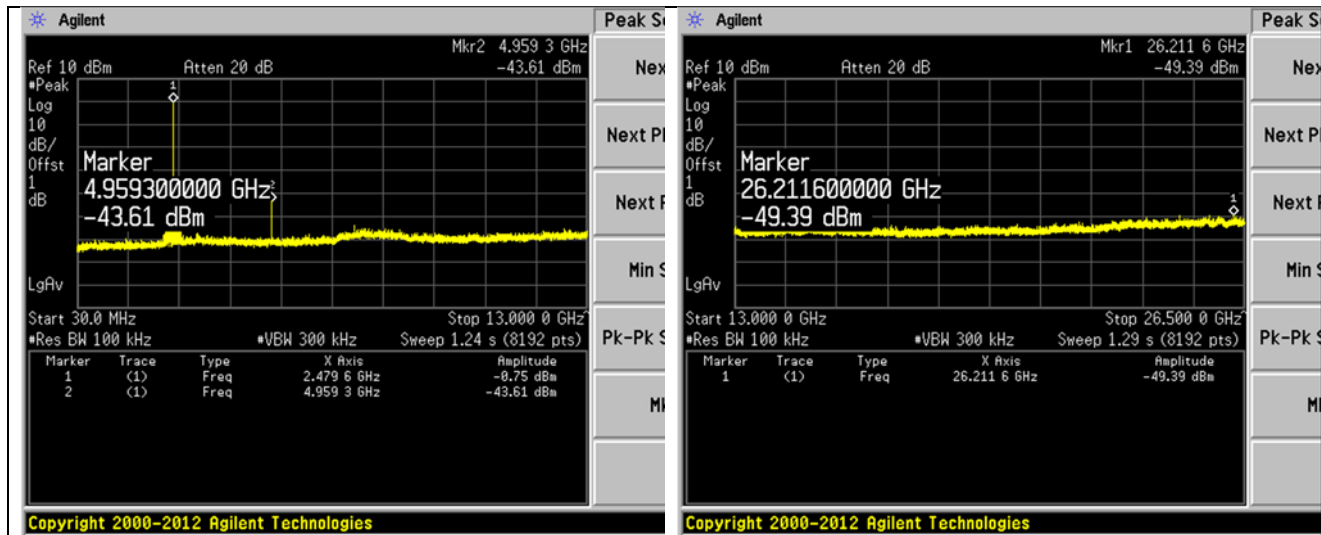 Agilent
Peak S
Mkr2 4.959 3 GHz
Ref 10 dBm Atten 20 dB -43.61 dBm
#Peak
Log
10
dB/
Offst
1
dB
1
Marker
4.959300000 GHz
-43.61 dBm
2
LgAv
Start 30.0 MHz Stop 13.000 0 GHz^
#Res BW 100 kHz #VBW 300 kHz Sweep 1.24 s (8192 pts)
Marker Trace Type X Axis Amplitude
1 (1) Freq 2.479 6 GHz -0.75 dBm
2 (1) Freq 4.959 3 GHz -43.61 dBm
Nex
Next P
Next
Min
Pk-Pk
M
Copyright 2000-2012 Agilent Technologies
Agilent
Peak S
Mkr1 26.211 6 GHz
Ref 10 dBm Atten 20 dB -49.39 dBm
#Peak
Log
10
dB/
Offst
1
dB
Marker
26.211600000 GHz
-49.39 dBm
1
LgAv
Start 13.000 0 GHz Stop 26.500 0 GHz^
#Res BW 100 kHz #VBW 300 kHz Sweep 1.29 s (8192 pts)
Marker Trace Type X Axis Amplitude
1 (1) Freq 26.211 6 GHz -49.39 dBm
Nex
Next P
Next
Min
Pk-Pk
M
Copyright 2000-2012 Agilent Technologies